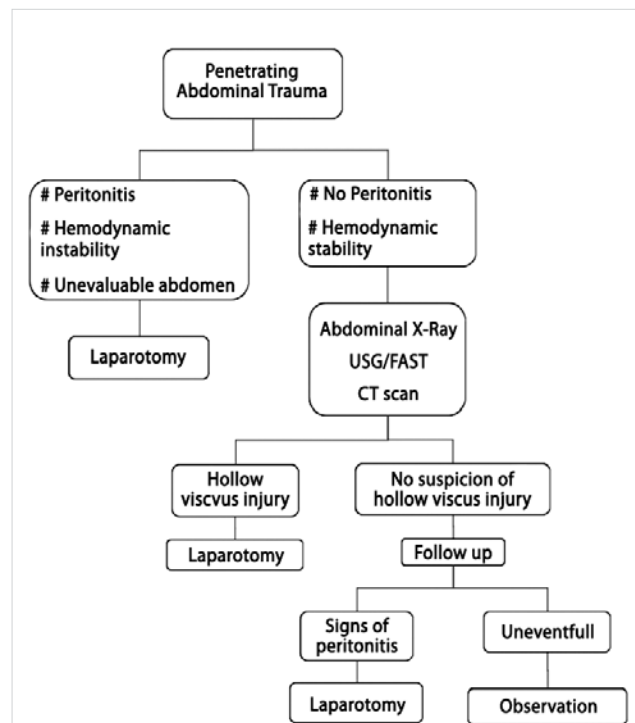 Penetrating
Abdominal Trauma
# Peritonitis
# Hemodynamic
instability
# Unevaluable abdomen
# No Peritonitis
# Hemodynamic
stability
Laparotomy
Abdominal X-Ray
USG/FAST
CT scan
Hollow
viscvus injury
No suspicion of
hollow viscus injury
Laparotomy
Follow up
Signs of
peritonitis
Uneventfull
Laparotomy
Observation